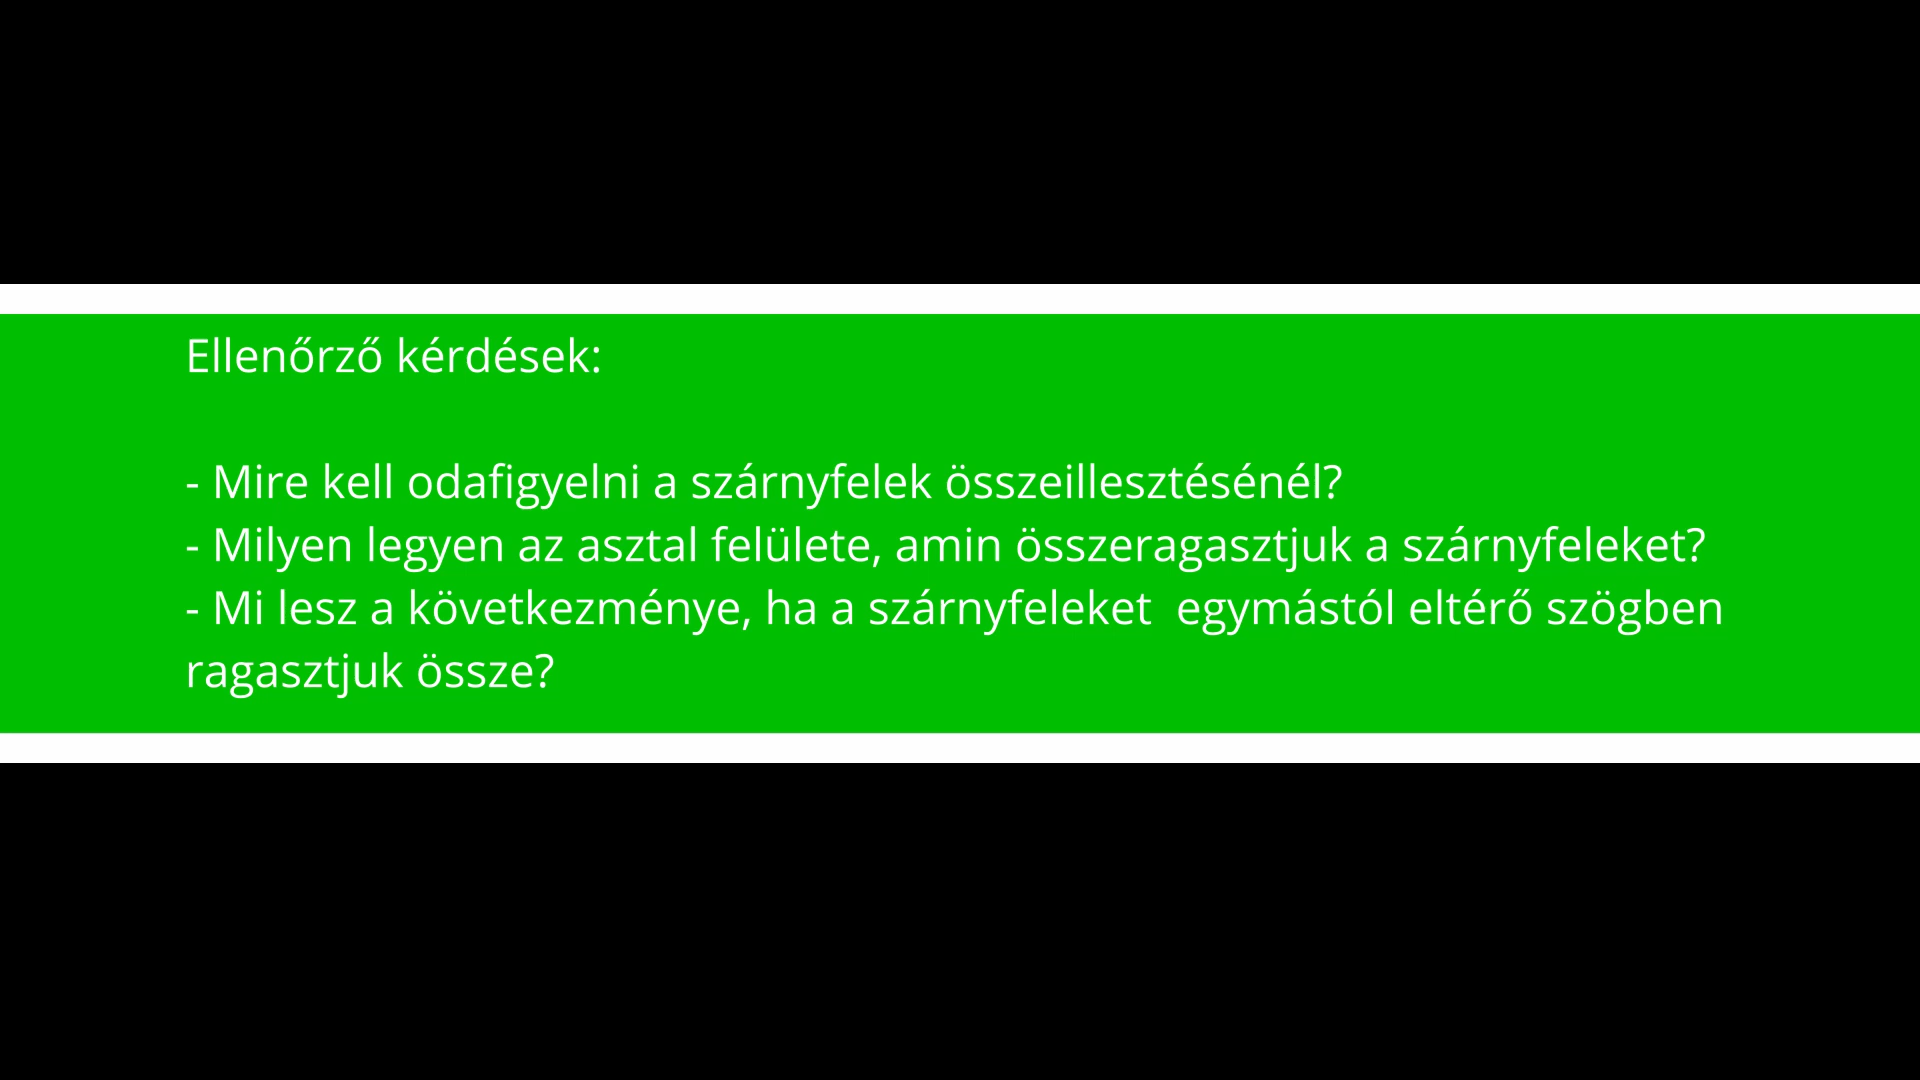 Ellenőrző kérdések:
- Mire kell odafigyelni a szárnyfelek összeillesztésénél?
- Milyen legyen az asztal felülete, amin összeragasztjuk a szárnyfeleket?
- Mi lesz a következménye, ha a szárnyfeleket  egymástól eltérő szögben
ragasztjuk össze?